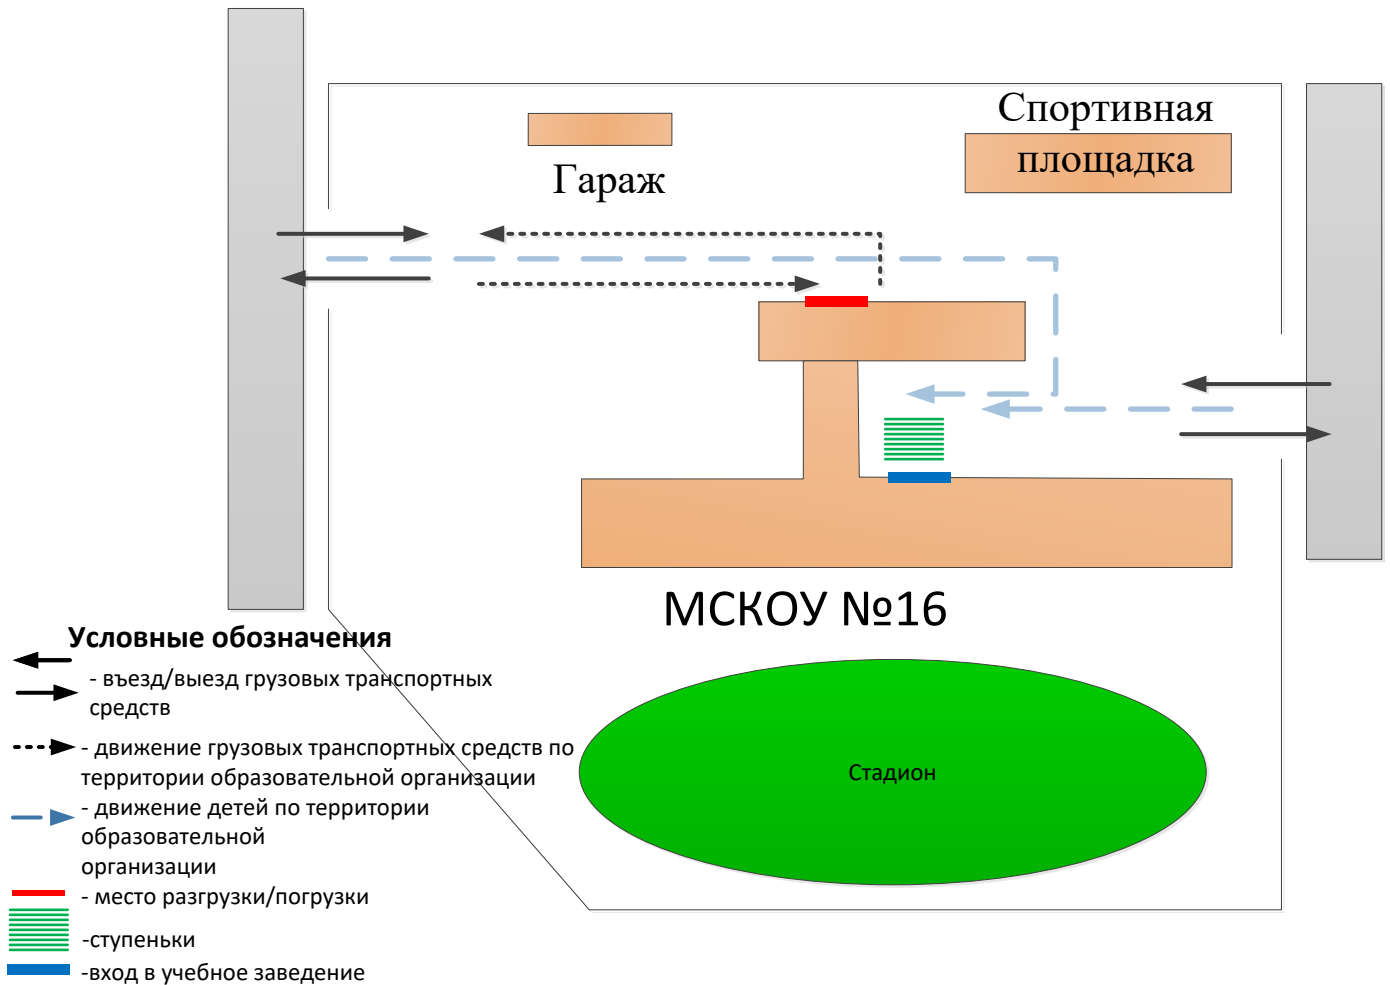 Спортивная
площадка
Гараж
МСКОУ №16
Стадион
Условные обозначения
- въезд/выезд грузовых транспортных
средств
- движение грузовых транспортных средств по
территории образовательной организации
- движение детей по территории
образовательной
организации
- место разгрузки/погрузки
-ступеньки
-вход в учебное заведение